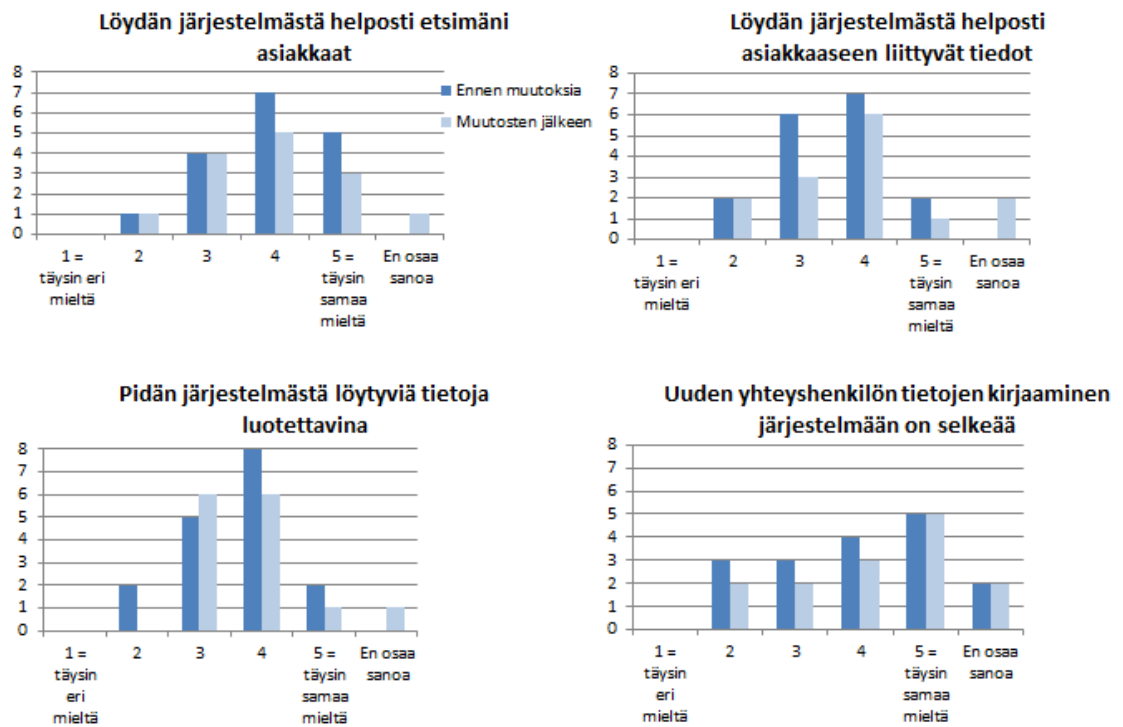 Löydän järjestelmästä helposti etsimäni
asiakkaat
8
7
6
5
4
3
2
1
0
Ennen muutoksia
Muutosten jälkeen
1 =
täysin eri
mieltä
2
3
4
5 =
täysin
samaa
mieltä
En osaa
sanoa
Löydän järjestelmästä helposti
asiakkaaseen liittyvät tiedot
8
7
6
5
4
3
2
1
0
1 =
täysin eri
mieltä
2
3
4
5 =
täysin
samaa
mieltä
En osaa
sanoa
Pidän järjestelmästä löytyviä tietoja
luotettavina
8
7
6
5
4
3
2
1
0
1 =
täysin
eri
mieltä
2
3
4
5 =
täysin
samaa
mieltä
En osaa
sanoa
Uuden yhteyshenkilön tietojen kirjaaminen
järjestelmään on selkeää
8
7
6
5
4
3
2
1
0
1 =
täysin
eri
mieltä
2
3
4
5 =
täysin
samaa
mieltä
En osaa
sanoa